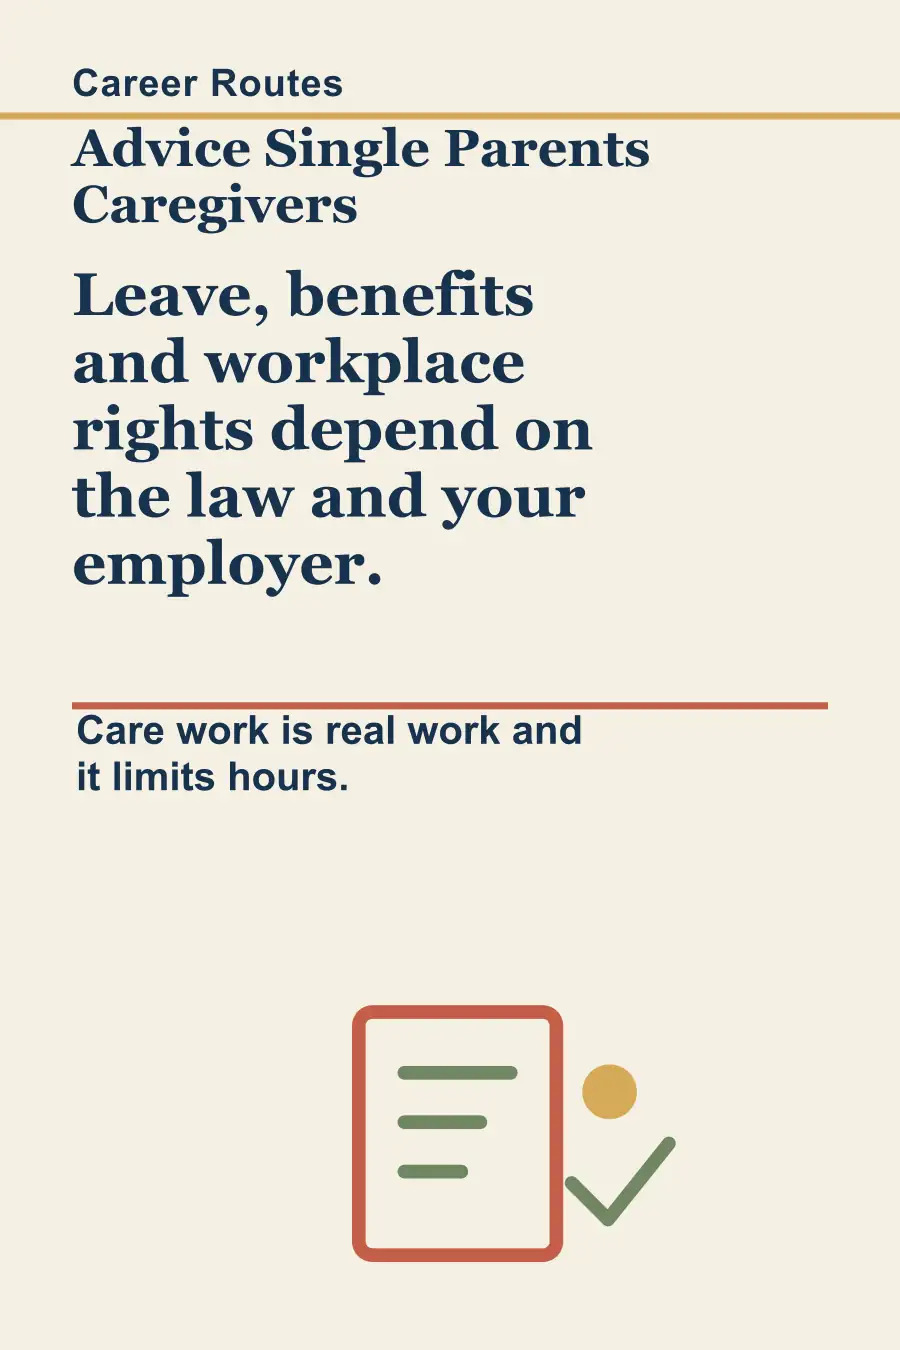 Career Routes
Advice Single Parents
Caregivers
Leave, benefits
and workplace
rights depend on
the law and your
employer.
Care work is real work and
it limits hours.